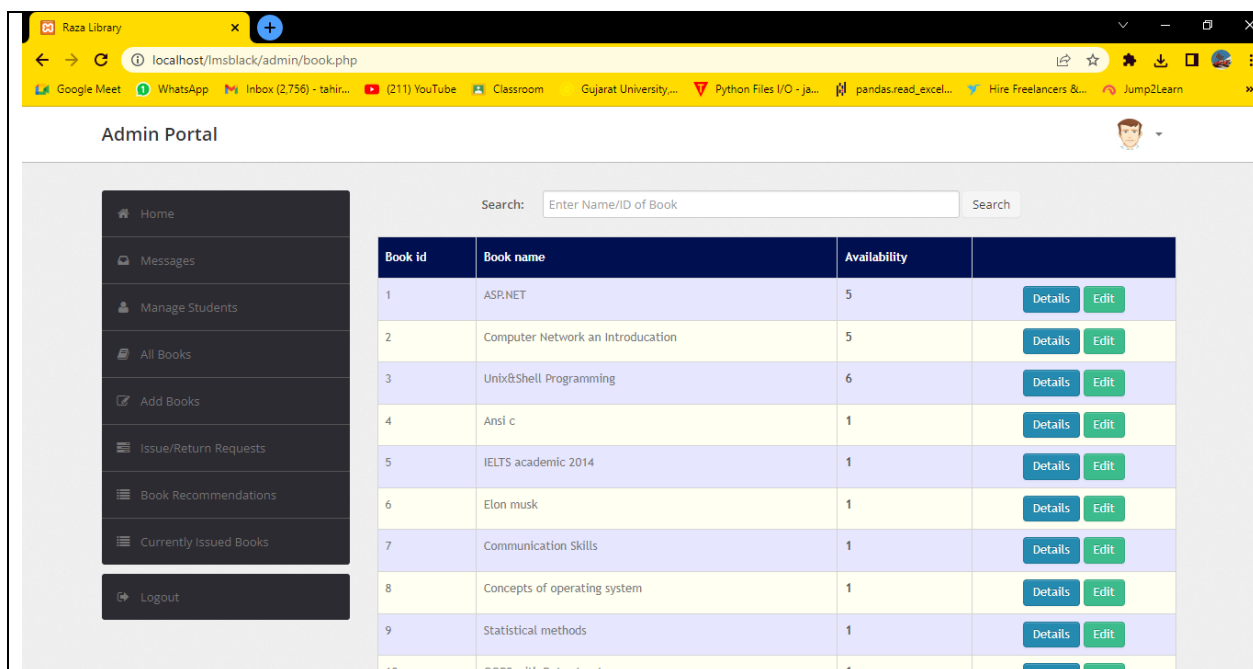 Raza Library
localhost/lmsblack/admin/book.php
Google Meet WhatsApp Inbox (2,756) - tahir... (211) YouTube Classroom Gujarat University,... Python Files I/O - ja... pandas.read_excel... Hire Freelancers &... Jump2Learn »
Admin Portal
Home
Messages
Manage Students
All Books
Add Books
Issue/Return Requests
Book Recommendations
Currently Issued Books
Logout
Search: Enter Name/ID of Book Search
Book id Book name Availability
1 ASP.NET 5 Details Edit
2 Computer Network an Introducation 5 Details Edit
3 Unix&Shell Programming 6 Details Edit
4 Ansi c 1 Details Edit
5 IELTS academic 2014 1 Details Edit
6 Elon musk 1 Details Edit
7 Communication Skills 1 Details Edit
8 Concepts of operating system 1 Details Edit
9 Statistical methods 1 Details Edit